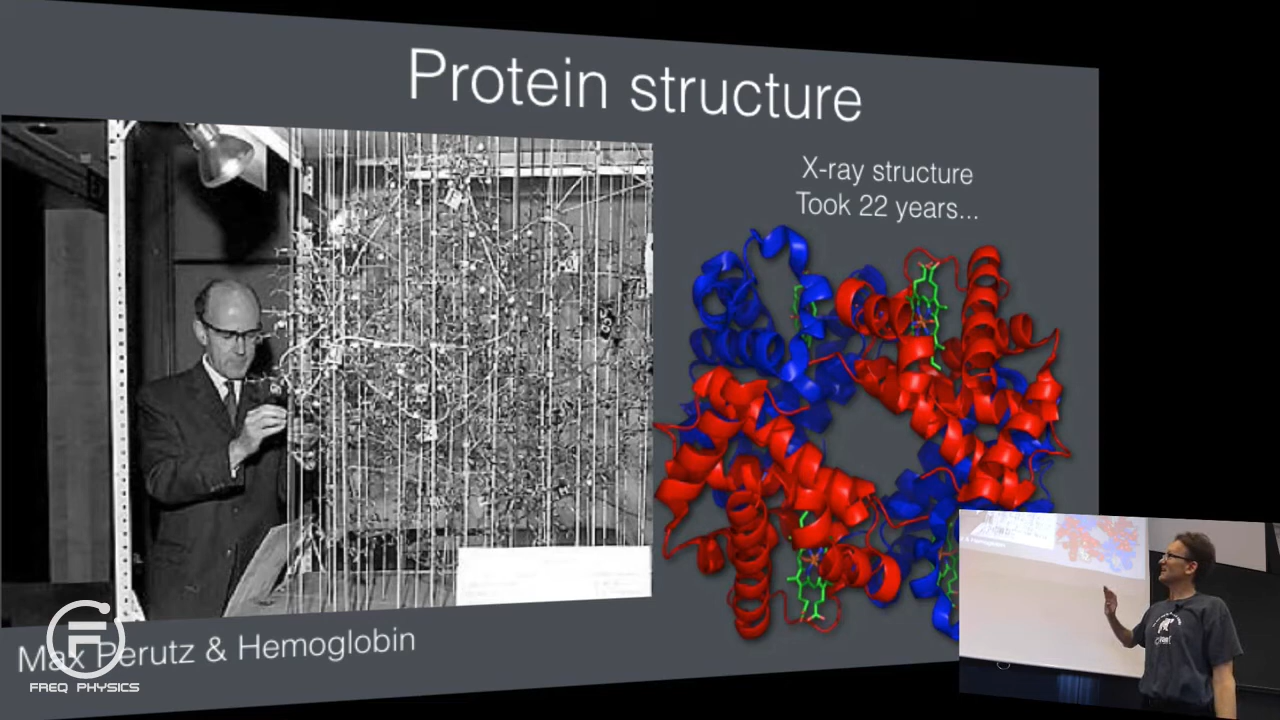 Protein structure
X-ray structure
Took 22 years...
Max Perutz & Hemoglobin
FREQ PHYSICS